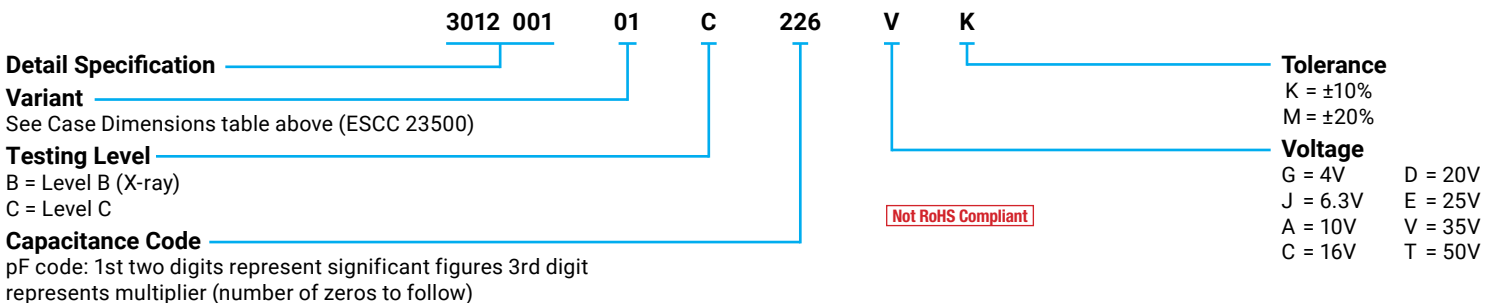 3012 001 01 C 226 V K
Detail Specification
Variant
See Case Dimensions table above (ESCC 23500)
Testing Level
B = Level B (X-ray)
C = Level C
Capacitance Code
pF code: 1st two digits represent significant figures 3rd digit
represents multiplier (number of zeros to follow)
Not RoHS Compliant
Tolerance
K = ±10%
M = ±20%
Voltage
G = 4V D = 20V
J = 6.3V E = 25V
A = 10V V = 35V
C = 16V T = 50V